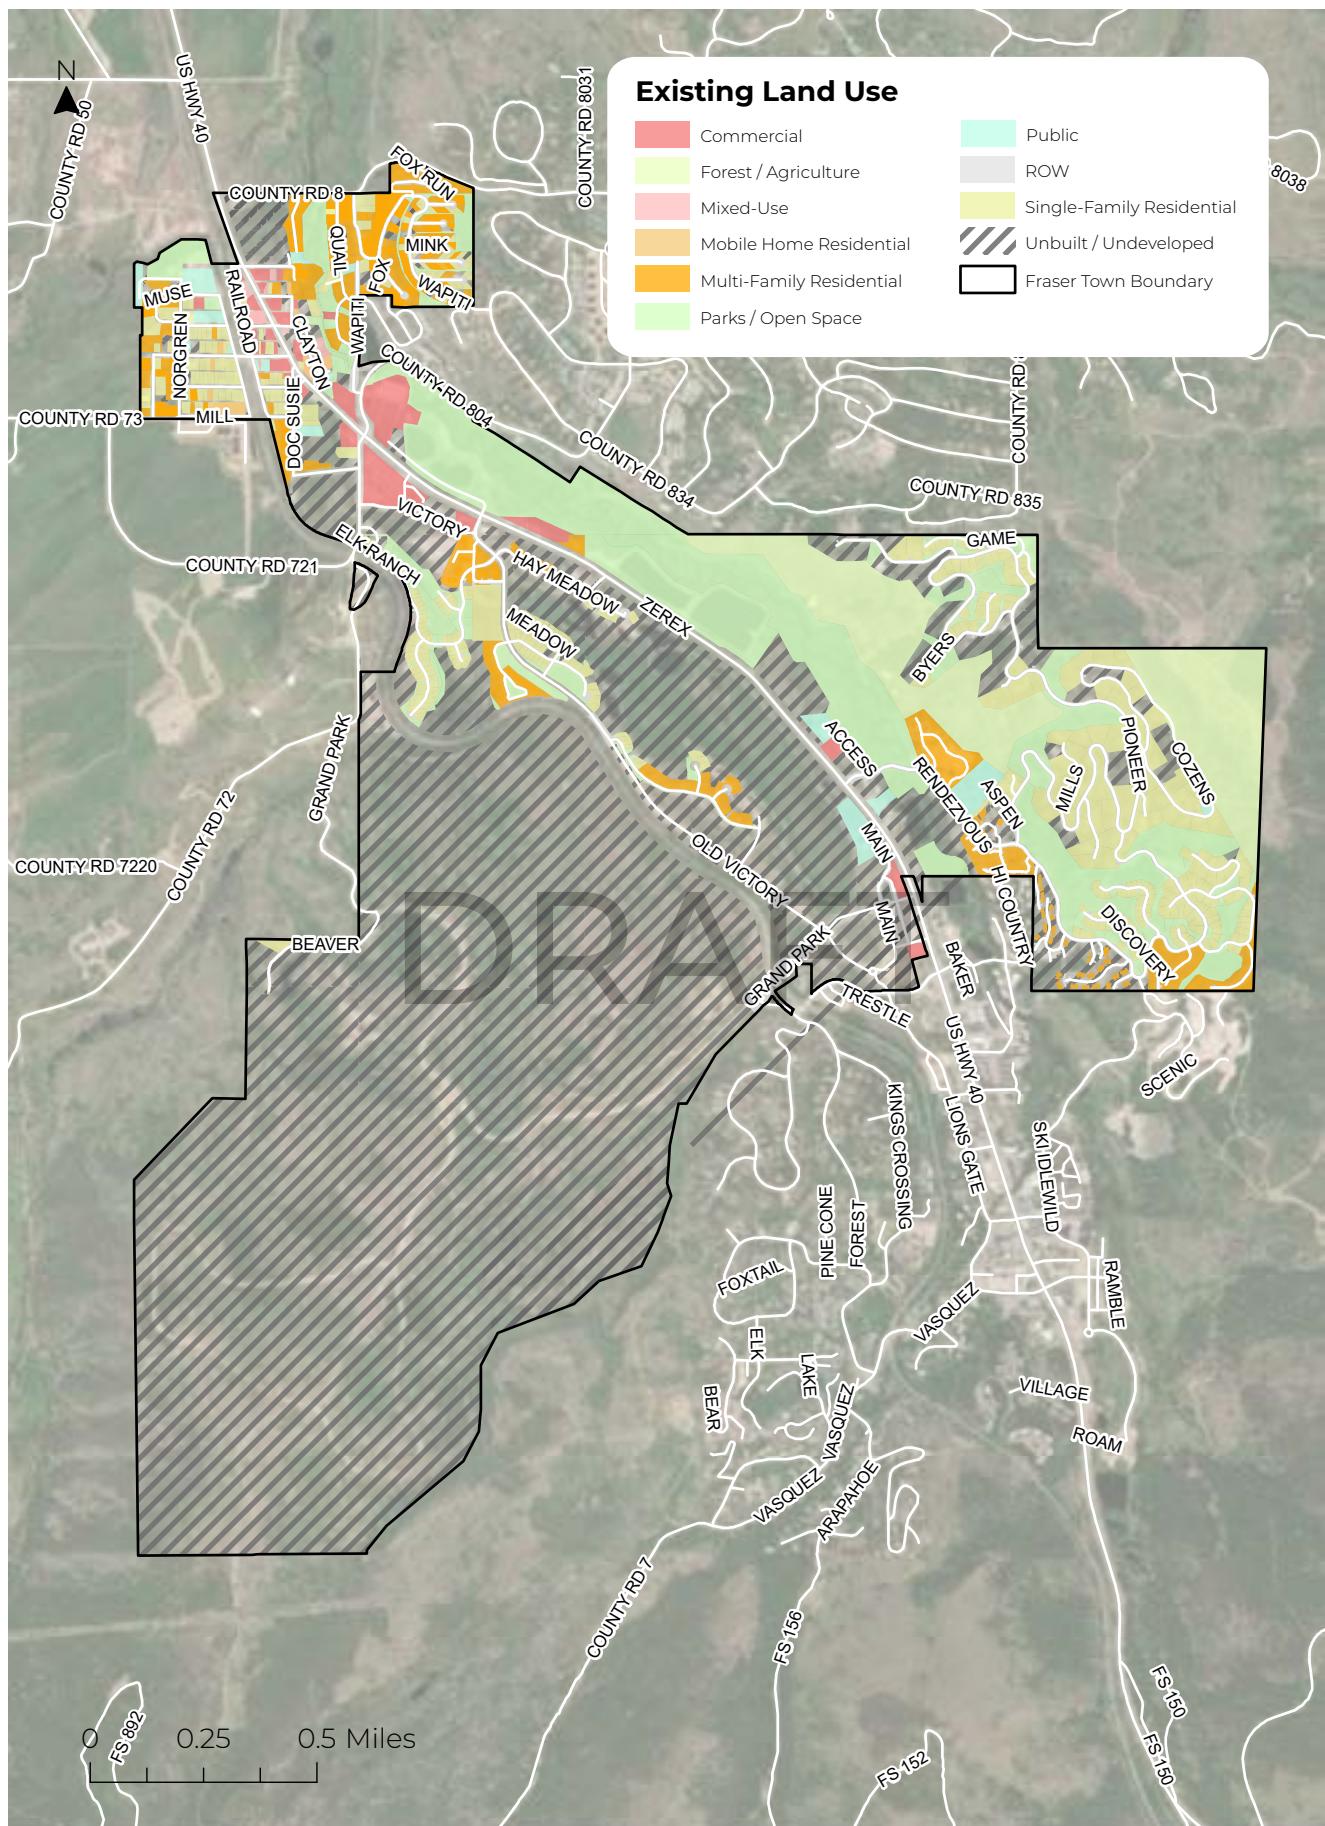 N
Existing Land Use
Commercial
Forest / Agriculture
Mixed-Use
Mobile Home Residential
Multi-Family Residential
Parks / Open Space
Public
ROW
Single-Family Residential
Unbuilt / Undeveloped
Fraser Town Boundary
US HWY 40
COUNTY RD 50
COUNTY RD 8031
8038
FOX RUN
COUNTY RD 8
QUAIL
MINK
FOX
WAPITI
MUSE
RAILROAD
NORGREN
CLAYTON
WAPITI
COUNTY RD 804
COUNTY RD 73
MILL
DOC SUSIE
COUNTY RD 834
COUNTY RD 8
COUNTY RD 835
VICTORY
ELK RANCH
GAME
COUNTY RD 721
HAY MEADOW
ZEREX
MEADOW
BYERS
GRAND PARK
ACCESS
PIONEER
COZENS
RENDEZVOUS
ASPEN
MILLS
COUNTY RD 72
MAIN
OLD VICTORY
COUNTY RD 7220
HI COUNTRY
DRAFT
MAIN
DISCOVERY
BEAVER
GRAND PARK
BAKER
TRESTLE
US HWY 40
SCENIC
KINGS CROSSING
LIONS GATE
SKI IDLEWILD
PINE CONE
FOREST
FOXTAIL
VASQUEZ
RAMBLE
ELK
LAKE
BEAR
VASQUEZ
VILLAGE
ROAM
VASQUEZ
ARAPAHOE
COUNTY RD 7
FS 156
FS 150
FS 150
FS 892
FS 152
0 0.25 0.5 Miles